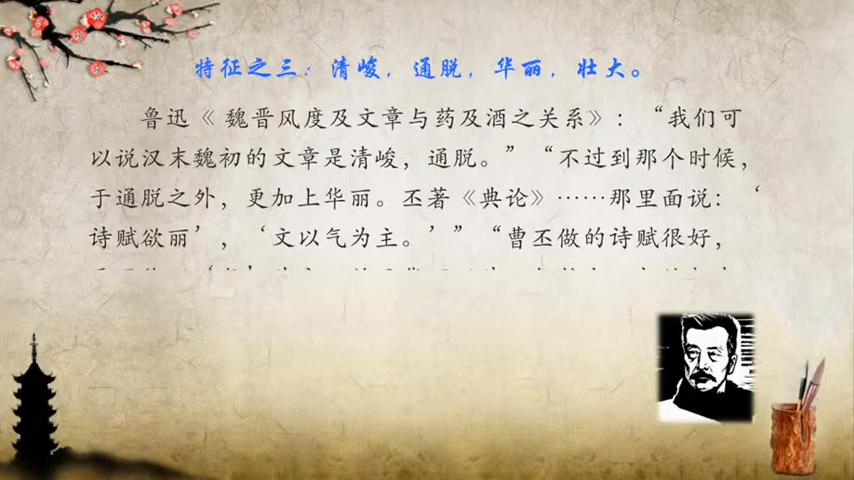 特征之三：清峻，通脱，华丽，壮大。
鲁迅《 魏晋风度及文章与药及酒之关系》：“我们可
以说汉末魏初的文章是清峻，通脱。”“不过到那个时候，
于通脱之外，更加上华丽。丕著《典论》……那里面说：‘
诗赋欲丽’，‘文以气为主。’”“曹丕做的诗赋很好，